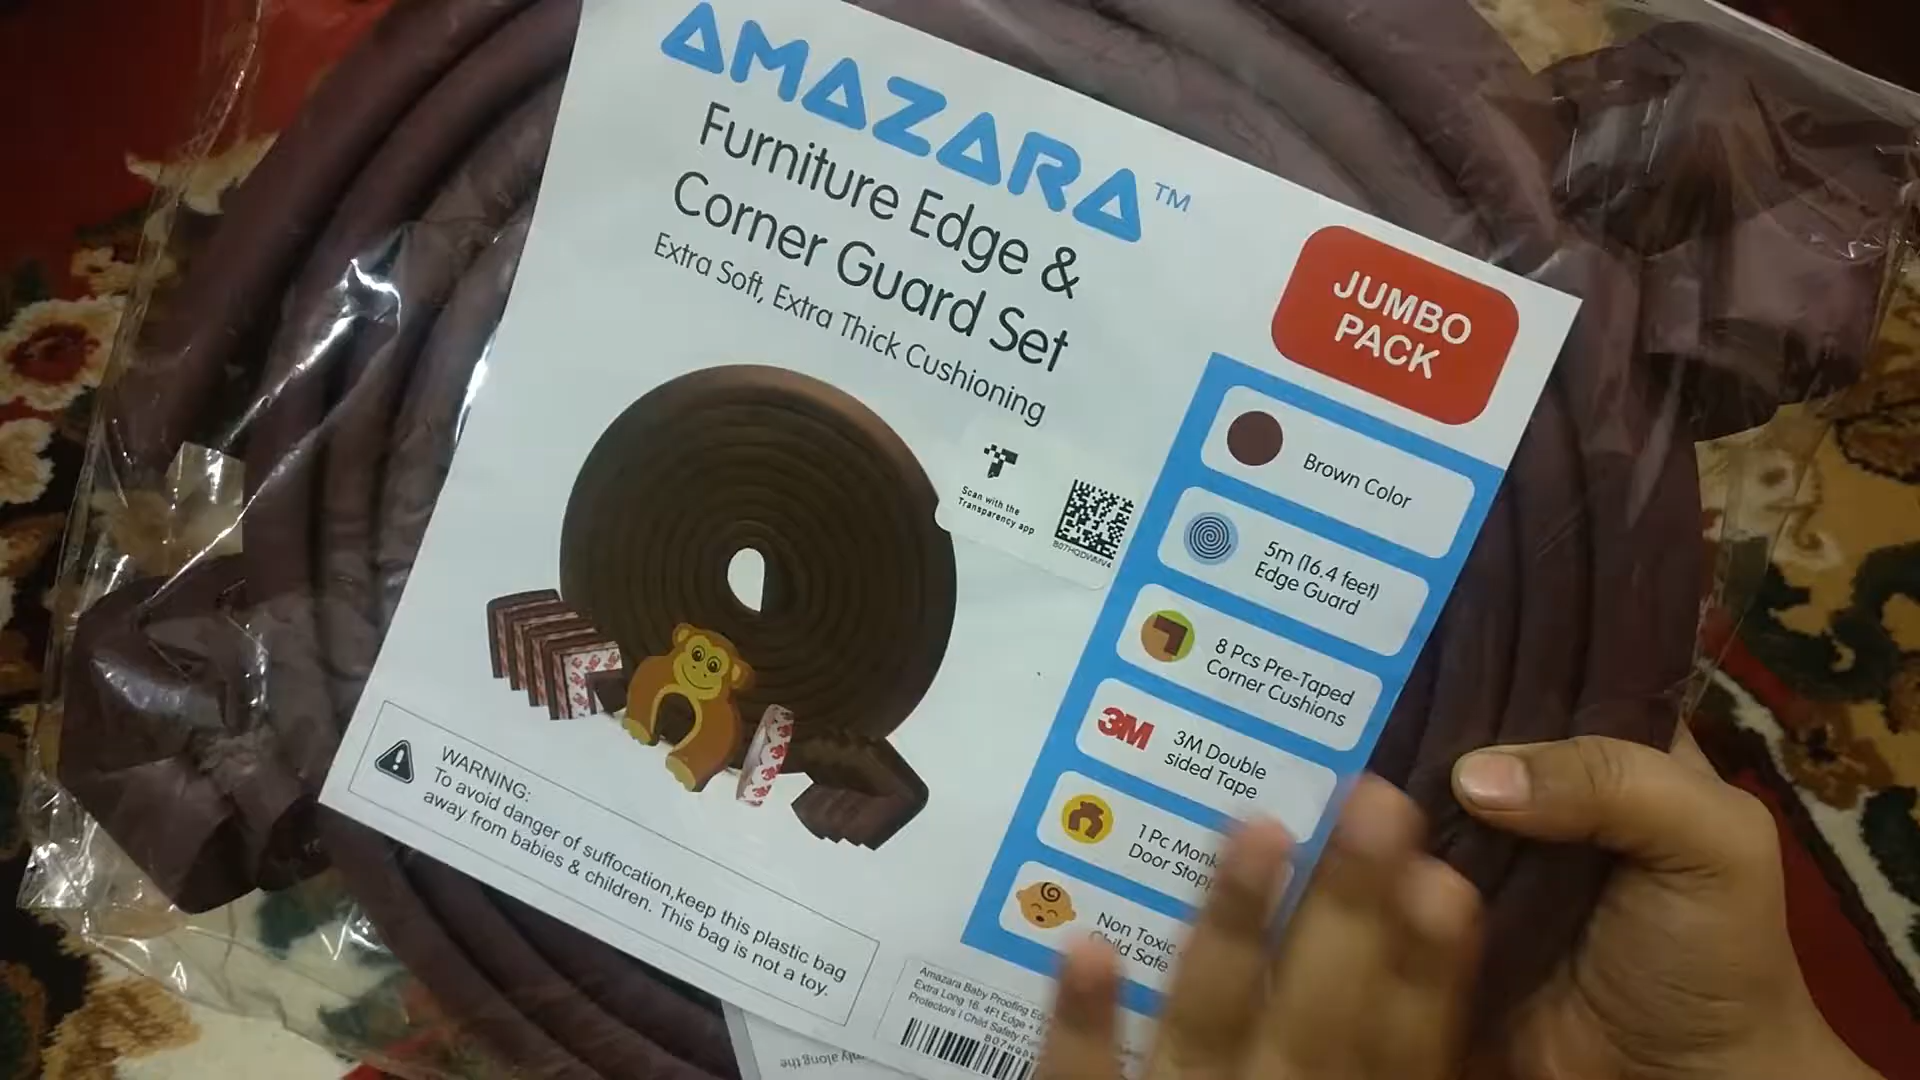 AMAZARA™
Furniture Edge &
Corner Guard Set
Extra Soft, Extra Thick Cushioning
JUMBO
PACK
Scan with the
Transparency app
Brown Color
5m (16.4 feet)
Edge Guard
8 Pcs Pre-Taped
Corner Cushions
3M
3M Double
sided Tape
1 Pc
Door
Non Toxic
Child Safe
WARNING:
To avoid danger of suffocation,keep this plastic bag
away from babies & children. This bag is not a toy.
Amazara Baby Proofing
Extra Long 16. 4Ft Edge + 8
Protectors | Child Safety
along the